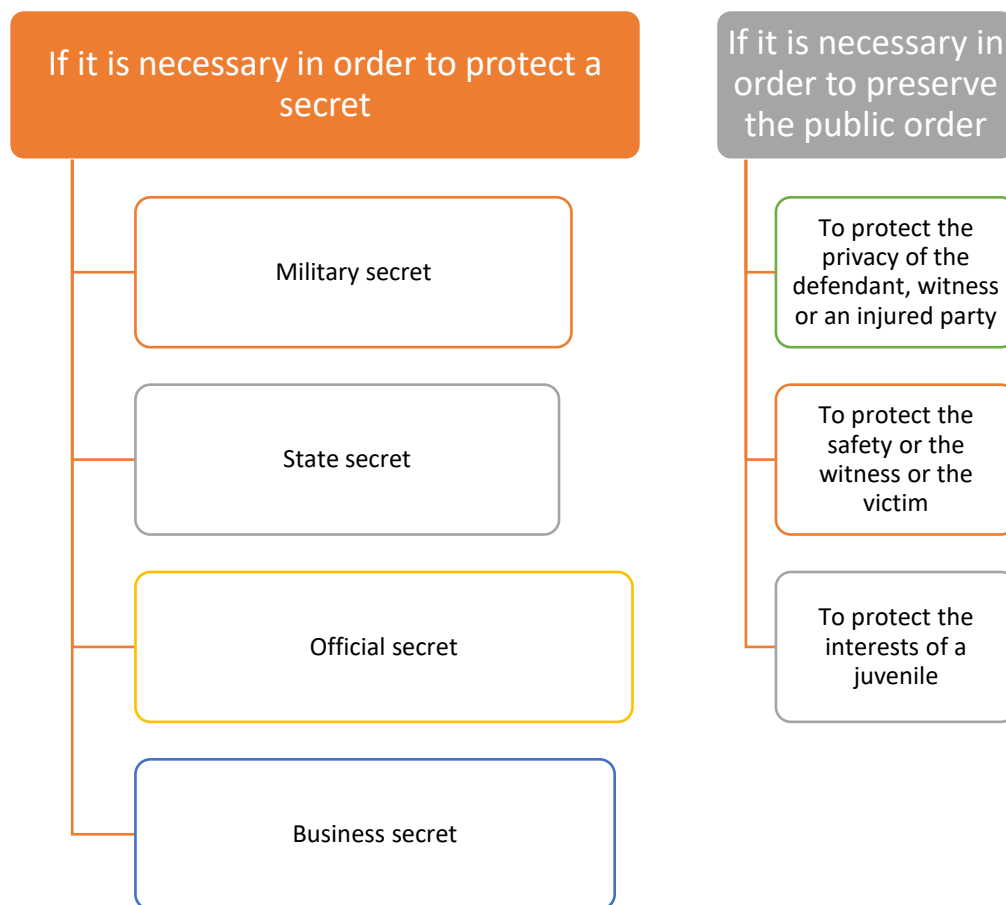 If it is necessary in order to protect a
secret
Military secret
State secret
Official secret
Business secret
If it is necessary in
order to preserve
the public order
To protect the
privacy of the
defendant, witness
or an injured party
To protect the
safety or the
witness or the
victim
To protect the
interests of a
juvenile